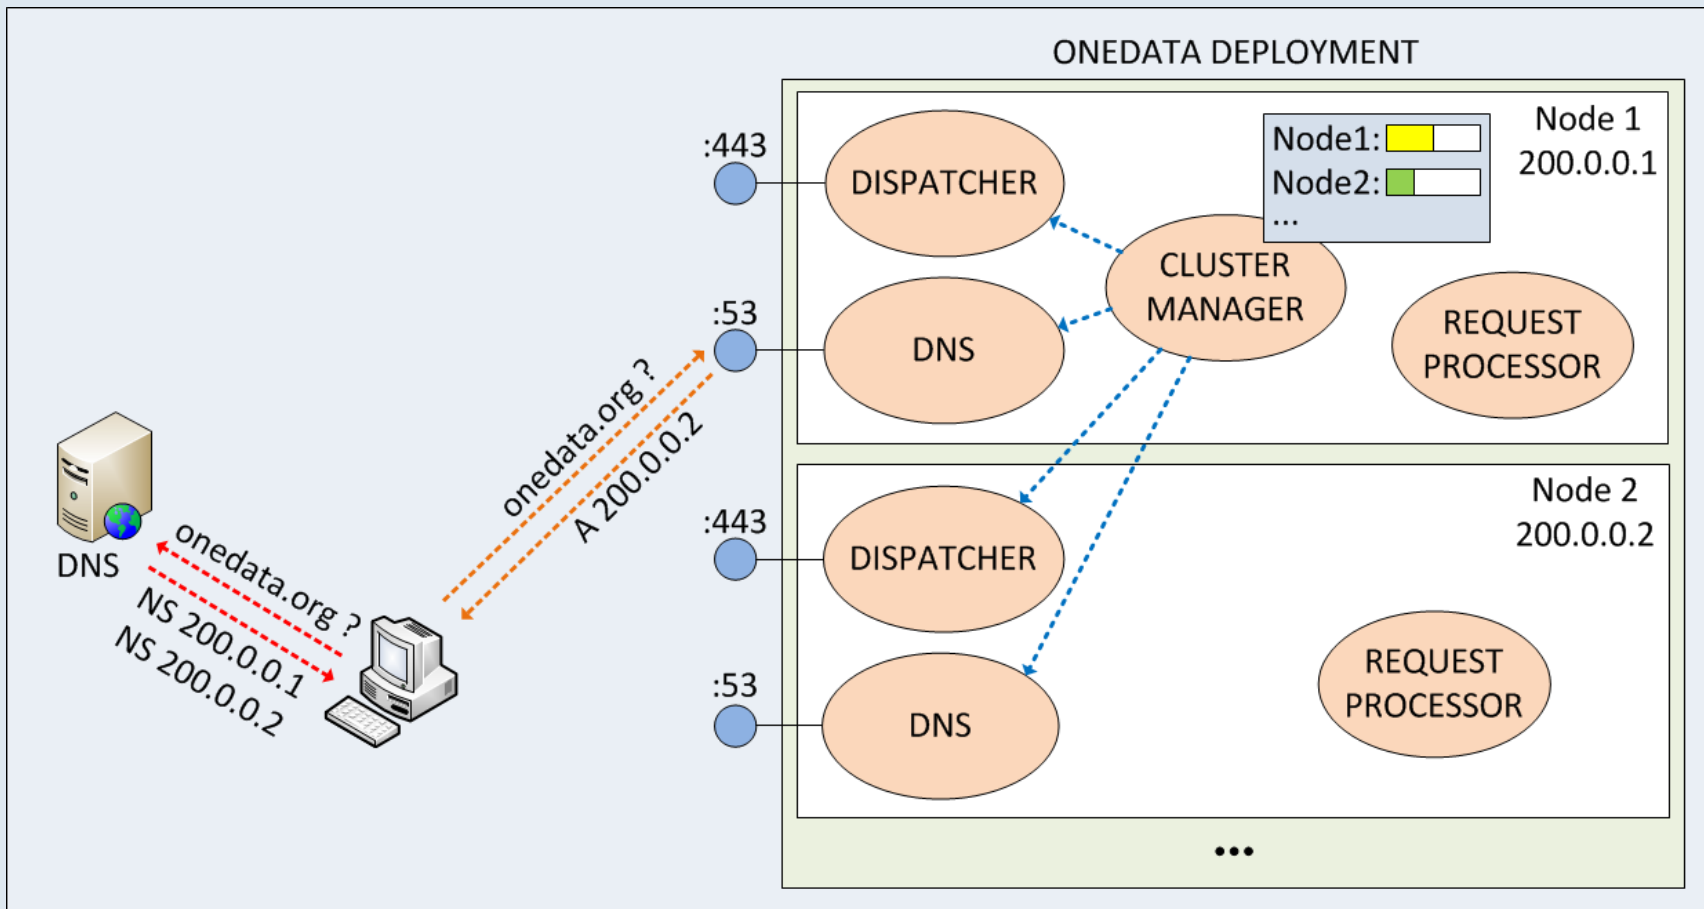 ONEDATA DEPLOYMENT
Node 1
200.0.0.1
Node1:
Node2:
...
:443
DISPATCHER
CLUSTER
MANAGER
:53
DNS
REQUEST
PROCESSOR
onedata.org ?
A 200.0.0.2
Node 2
200.0.0.2
:443
DISPATCHER
DNS
onedata.org ?
NS 200.0.0.1
NS 200.0.0.2
:53
DNS
REQUEST
PROCESSOR
...